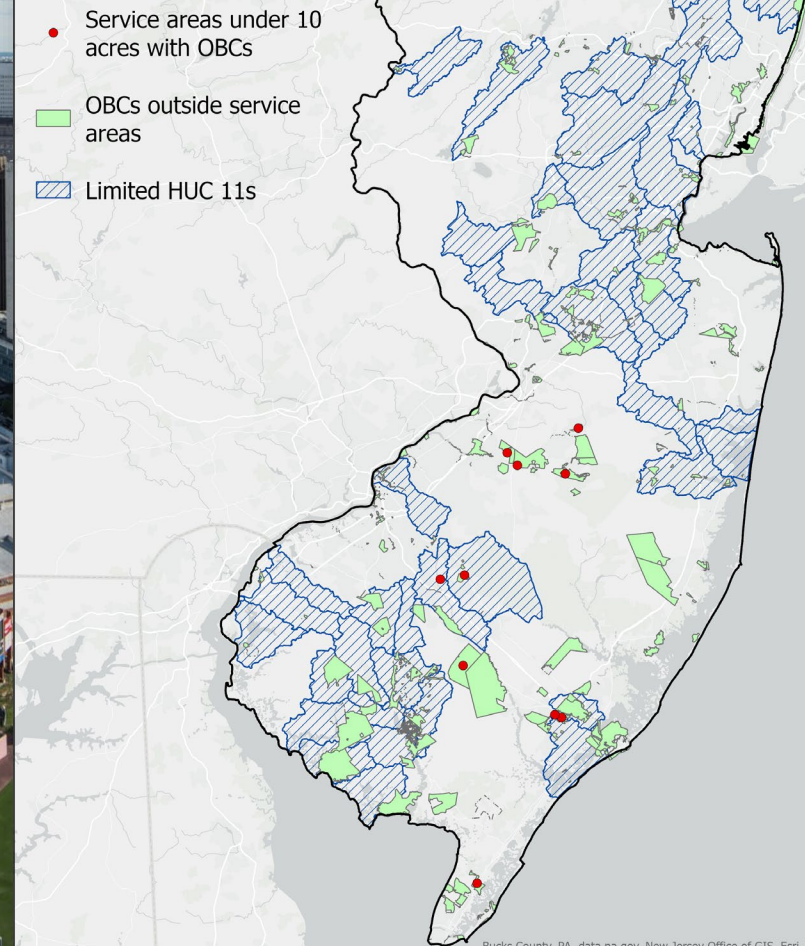 Service areas under 10
acres with OBCs
OBCs outside service
areas
Limited HUC 11s
Bucks County, PA, data.pa.gov, New Jersey Office of GIS, Esri